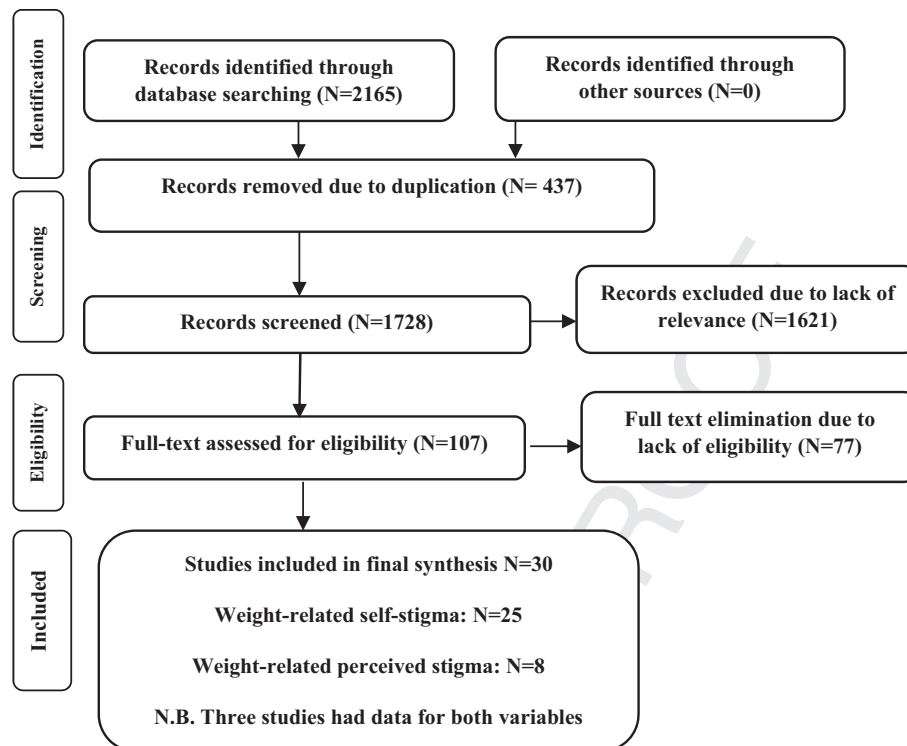 Identification
Records identified through
database searching (N=2165)
Records identified through
other sources (N=0)
Records removed due to duplication (N= 437)
Screening
Records screened (N=1728)
Records excluded due to lack of
relevance (N=1621)
Eligibility
Full-text assessed for eligibility (N=107)
Full text elimination due to
lack of eligibility (N=77)
Included
Studies included in final synthesis N=30
Weight-related self-stigma: N=25
Weight-related perceived stigma: N=8
N.B. Three studies had data for both variables